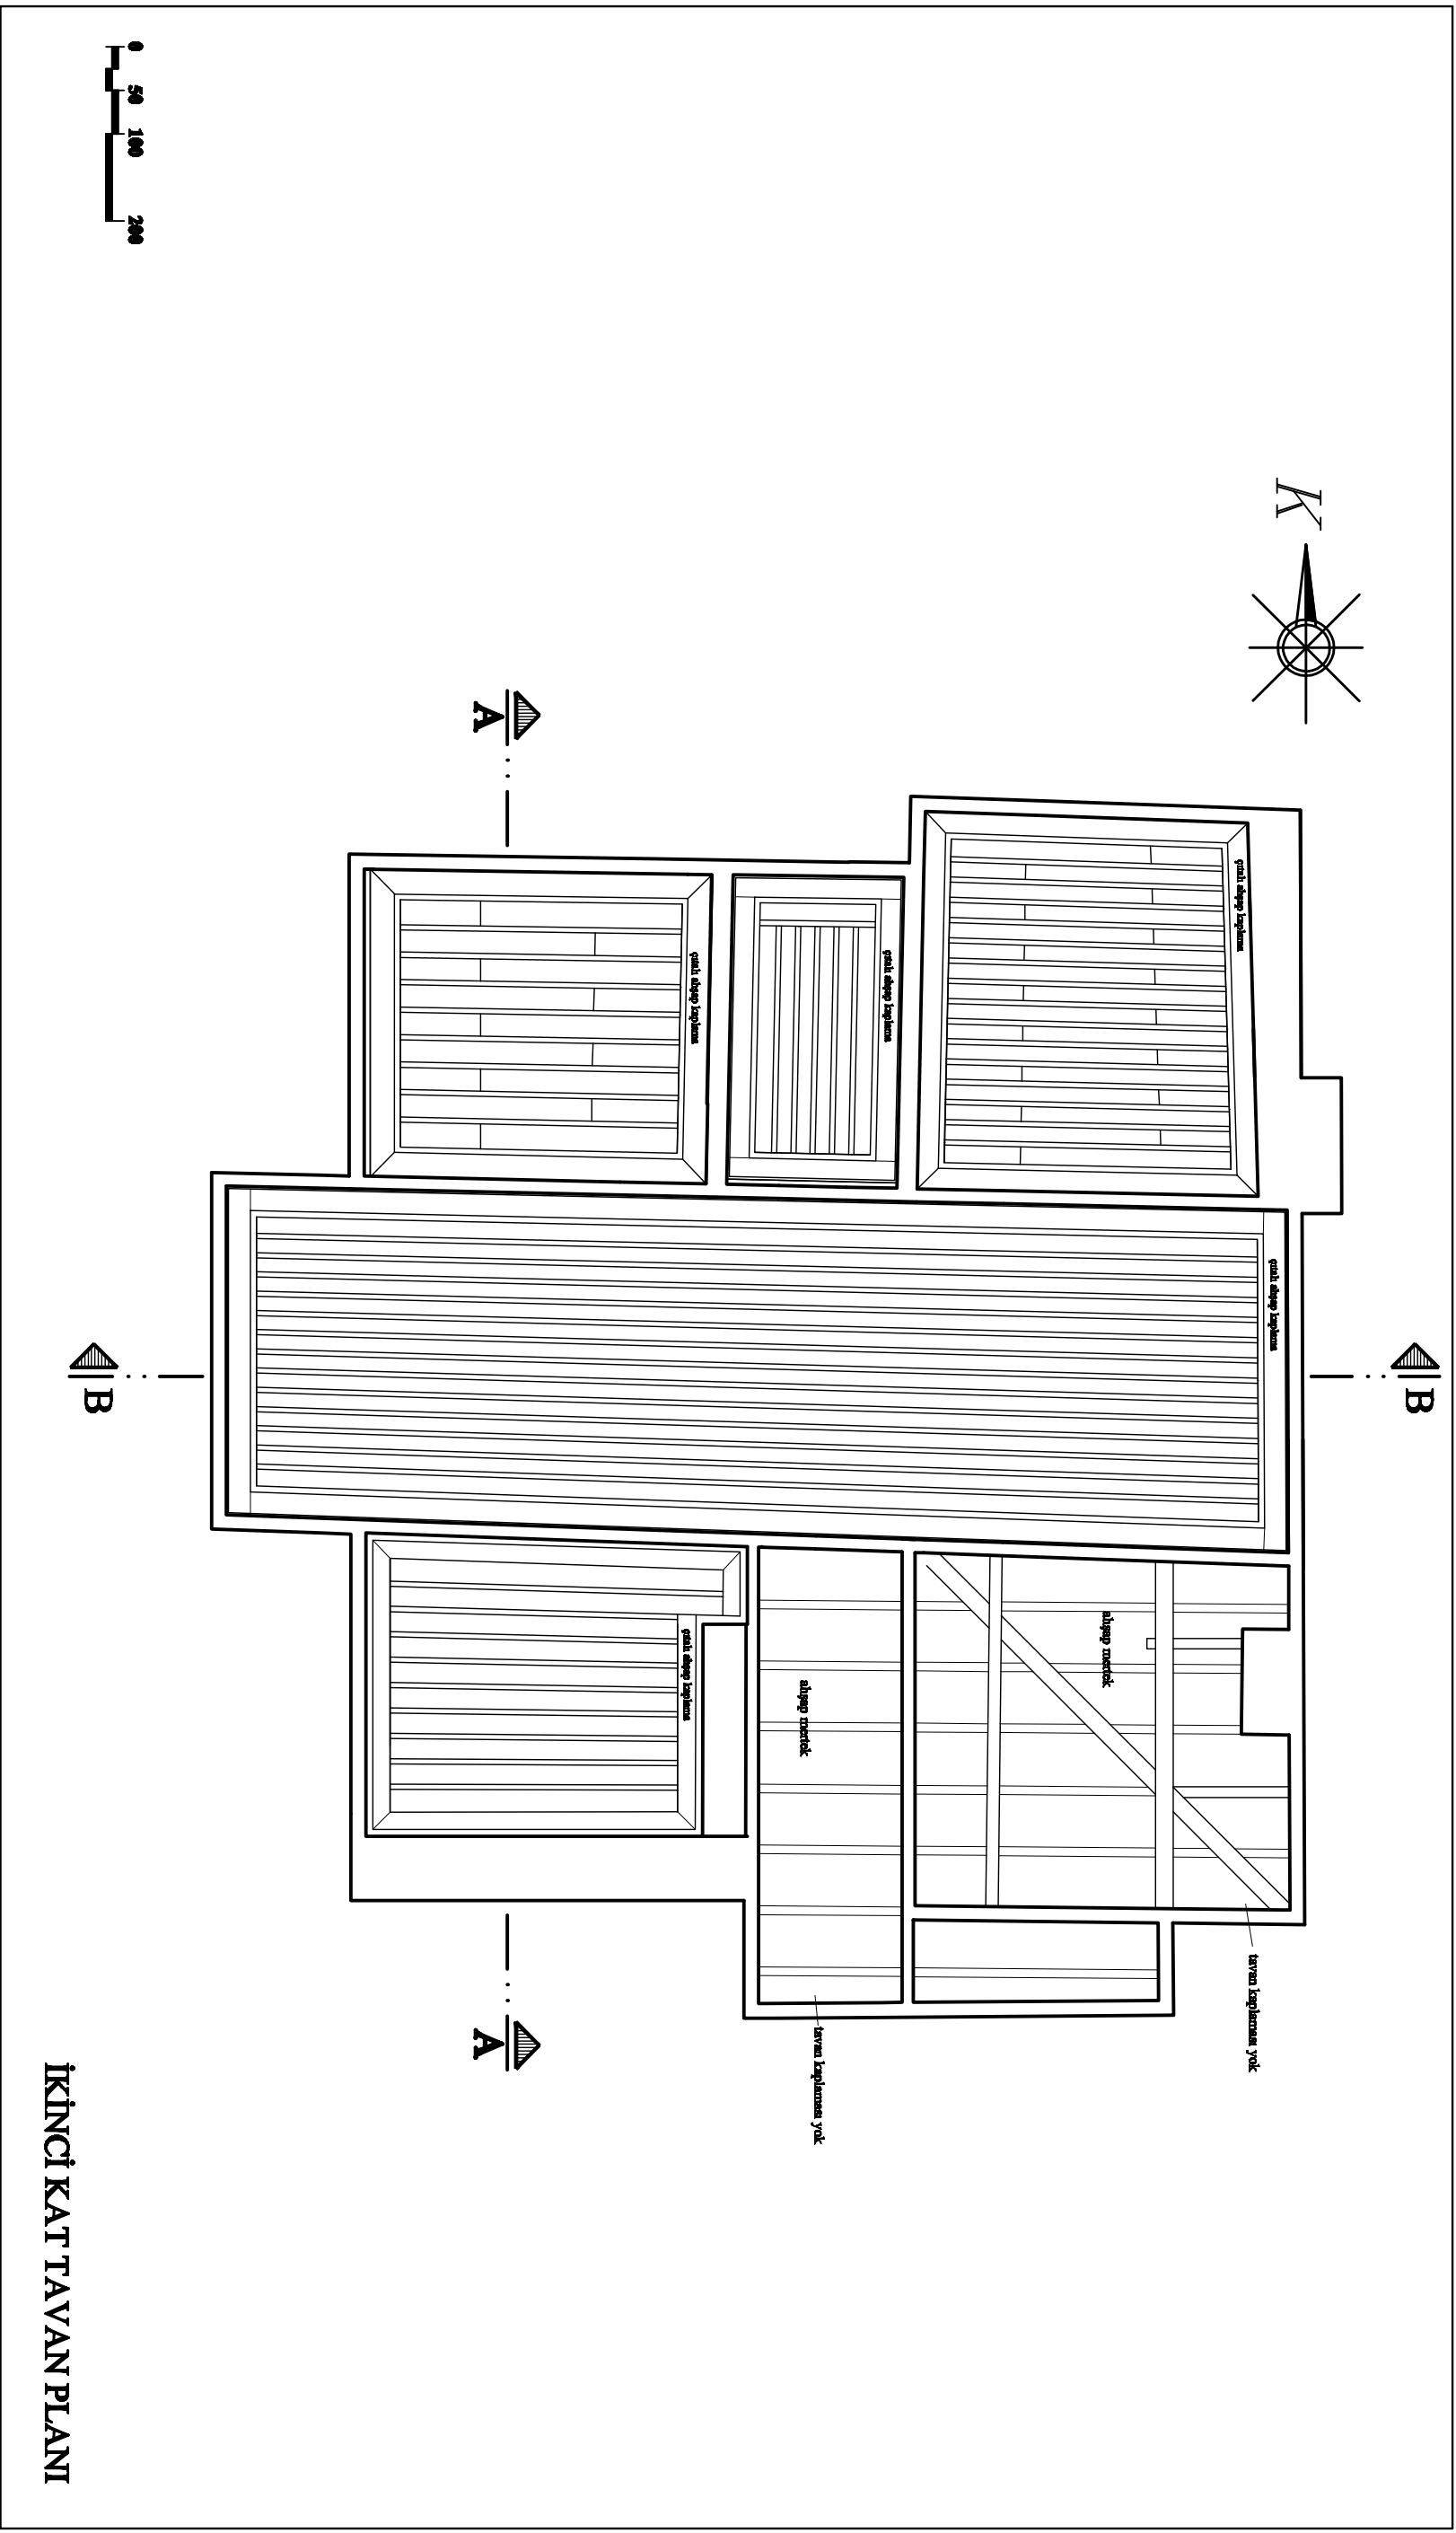 B
K
çıtalı ahşap kaplama
tavan kaplaması yok
çıtalı ahşap kaplama
ahşap mertek
çıtalı ahşap kaplama
tavan kaplaması yok
ahşap mertek
çıtalı ahşap kaplama
çıtalı ahşap kaplama
A A
0 50 100 200
B
İKİNCİ KAT TAVAN PLANI